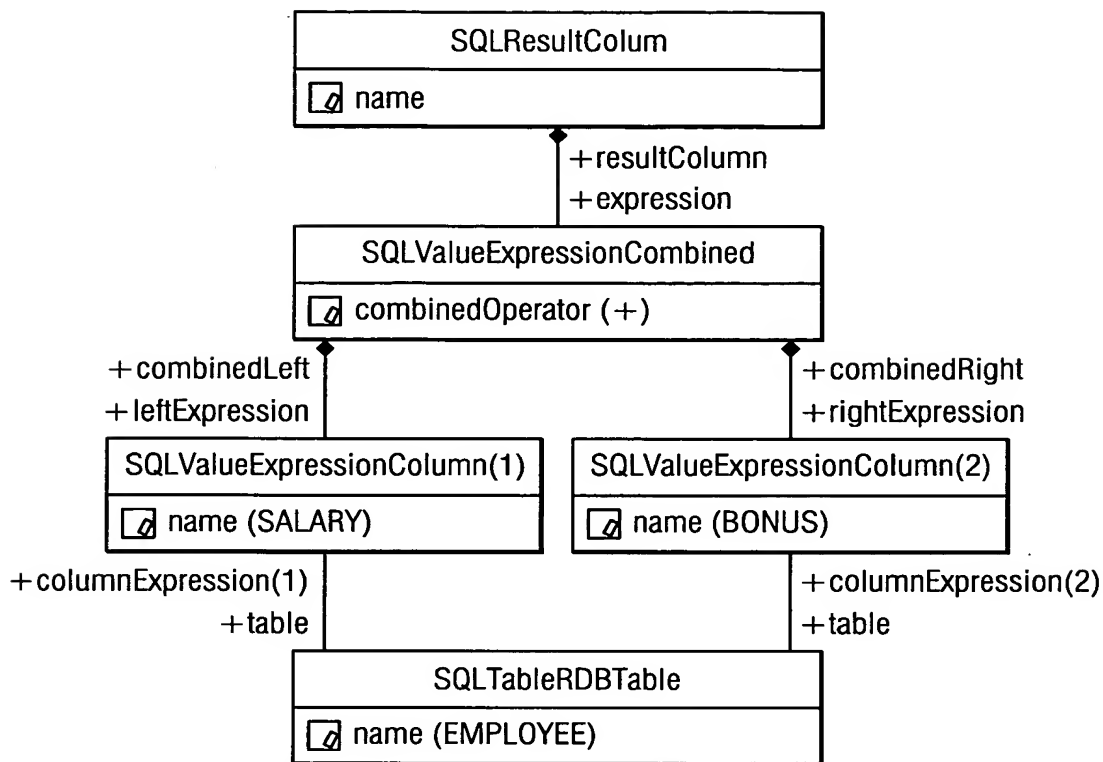 SQLResultColum
name
+resultColumn
+expression
SQLValueExpressionCombined
combinedOperator (+)
+combinedLeft
+leftExpression
+combinedRight
+rightExpression
SQLValueExpressionColumn(1)
name (SALARY)
SQLValueExpressionColumn(2)
name (BONUS)
+columnExpression(1)
+table
+columnExpression(2)
+table
SQLTableRDBTable
name (EMPLOYEE)